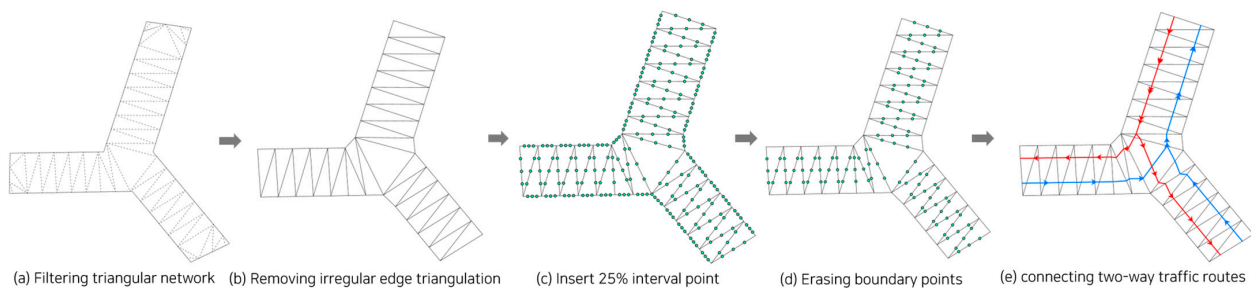 (a) Filtering triangular network
(b) Removing irregular edge triangulation
(c) Insert 25% interval point
(d) Erasing boundary points
(e) connecting two-way traffic routes